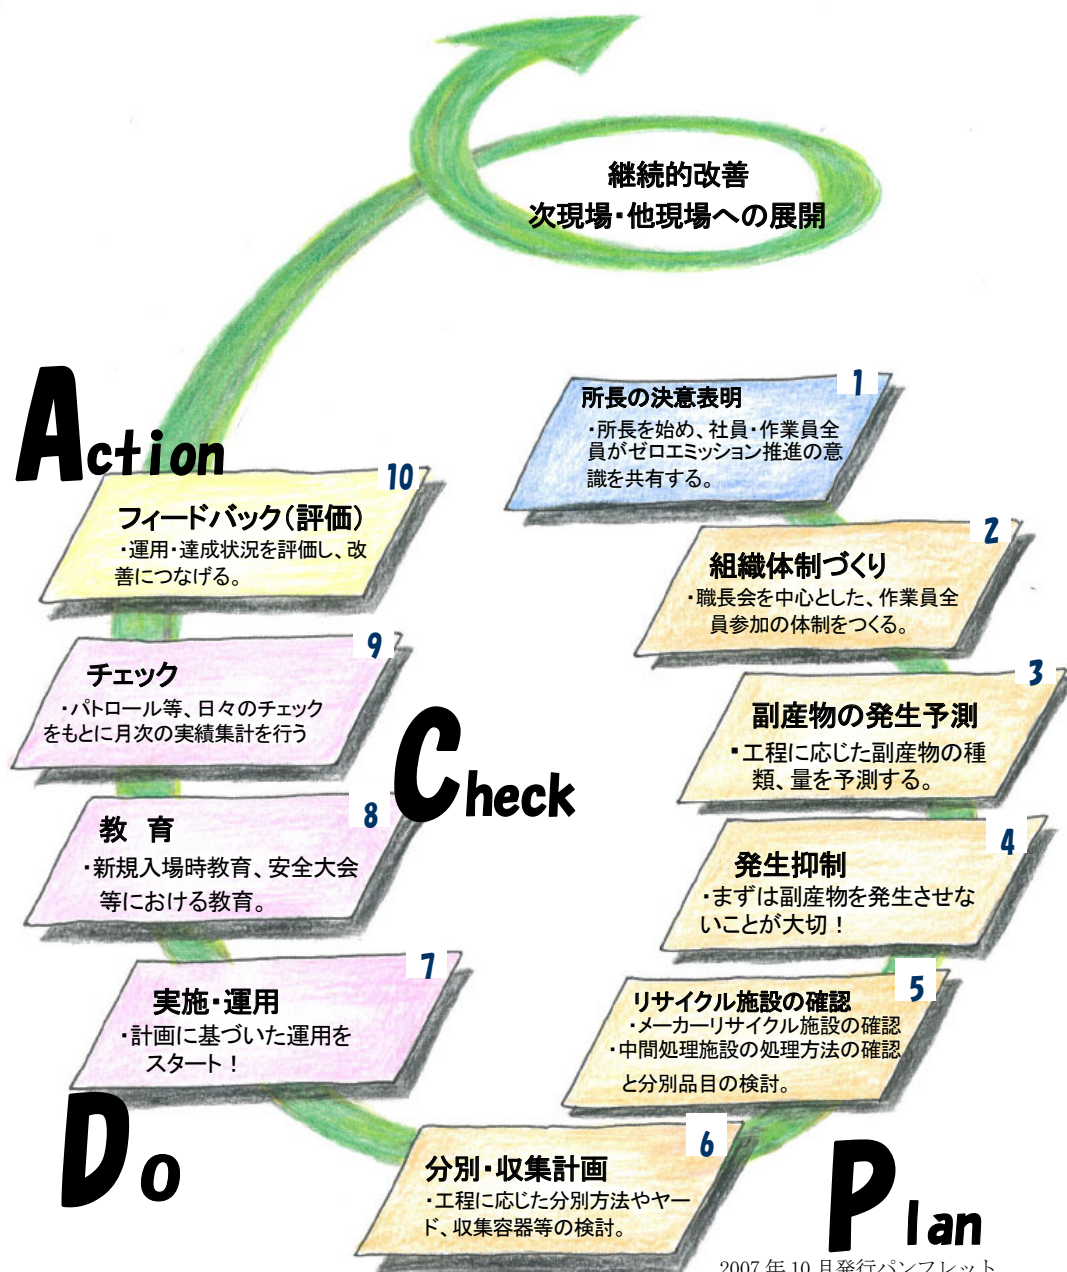 継続的改善
次現場・他現場への展開
1
所長の決意表明
・所長を始め、社員・作業員全
員がゼロエミッション推進の意
識を共有する。
2
組織体制づくり
・職長会を中心とした、作業員全
員参加の体制をつくる。
3
副産物の発生予測
・工程に応じた副産物の種
類、量を予測する。
4
発生抑制
・まずは副産物を発生させな
いことが大切！
5
リサイクル施設の確認
・メーカーリサイクル施設の確認
・中間処理施設の処理方法の確認
と分別品目の検討。
Plan
6
分別・収集計画
・工程に応じた分別方法やヤー
ド、収集容器等の検討。
Do
7
実施・運用
・計画に基づいた運用を
スタート！
8
教　育
・新規入場時教育、安全大会
等における教育。
Check
9
チェック
・パトロール等、日々のチェック
をもとに月次の実績集計を行う
Action
10
フィードバック（評価）
・運用・達成状況を評価し、改
善につなげる。
2007 年 10 月発行パンフレット